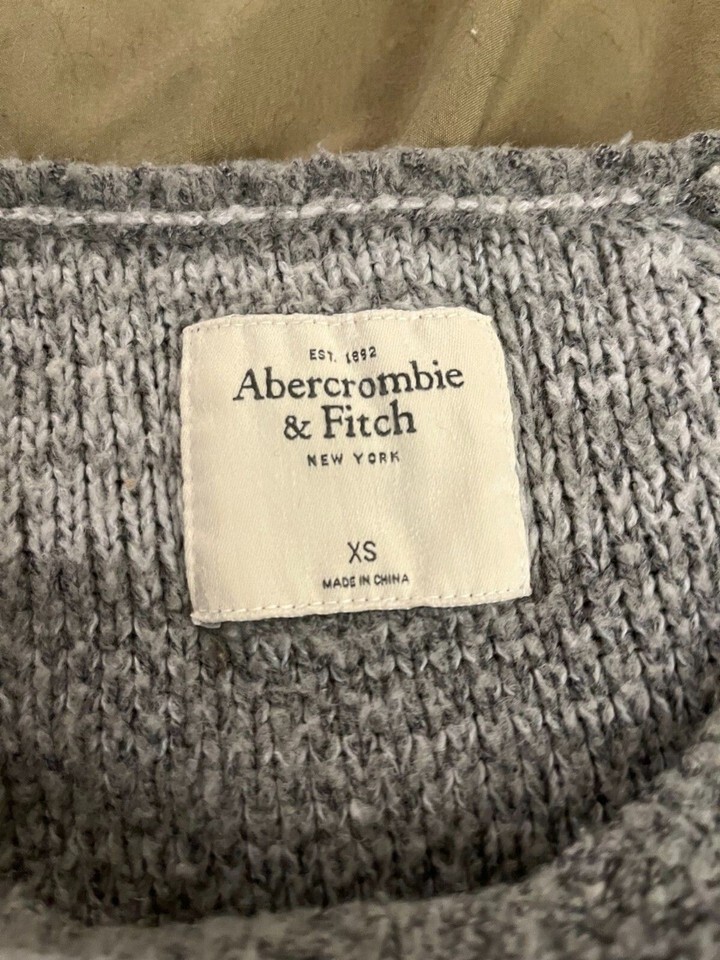 EST. 1892
Abercrombie
& Fitch
NEW YORK
XS
MADE IN CHINA